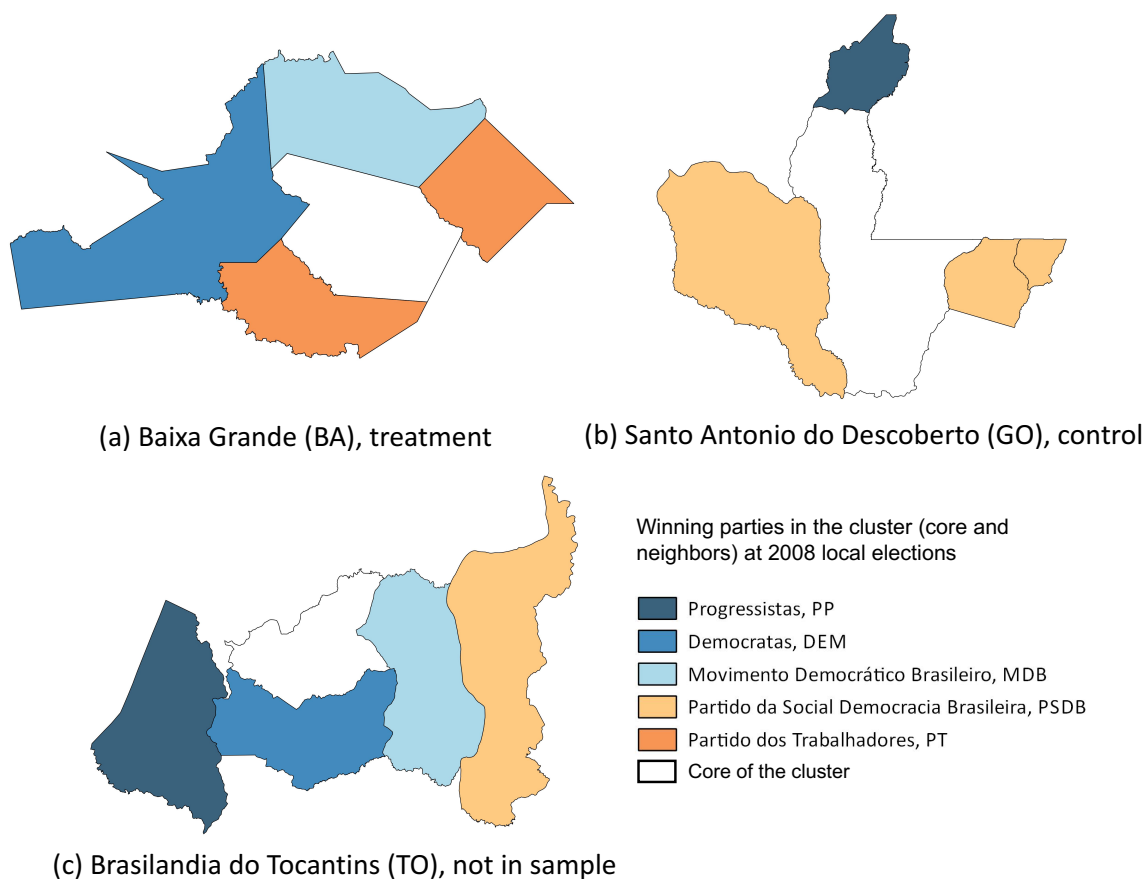 (a) Baixa Grande (BA), treatment
(b) Santo Antonio do Descoberto (GO), control
Winning parties in the cluster (core and
neighbors) at 2008 local elections
Progressistas, PP
Democratas, DEM
Movimento Democrático Brasileiro, MDB
Partido da Social Democracia Brasileira, PSDB
Partido dos Trabalhadores, PT
Core of the cluster
(c) Brasilandia do Tocantins (TO), not in sample